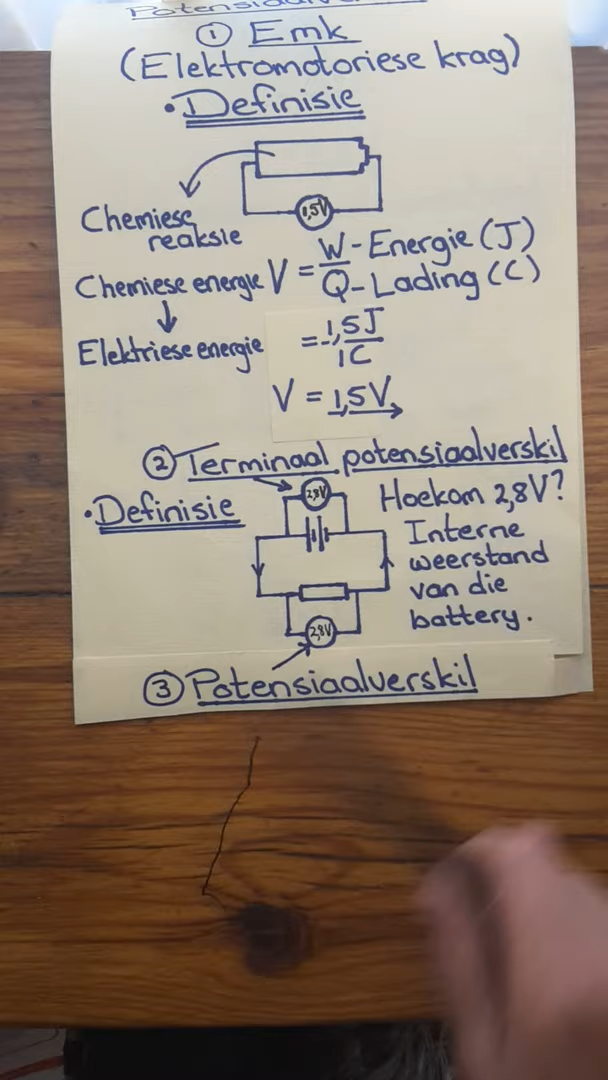 ① Emk
(Elektromotoriese krag)
• Definisie
1,5V
Chemiese
reaksie
Chemiese energie
Elektriese energie
V = W - Energie (J)
Q - Lading (C)
= 1,5J
1C
V = 1,5V
② Terminaal potensiaalverskil
• Definisie
2,8V
Hoekom 2,8V?
Interne
weerstand
van die
battery.
2,8V
③ Potensiaalverskil